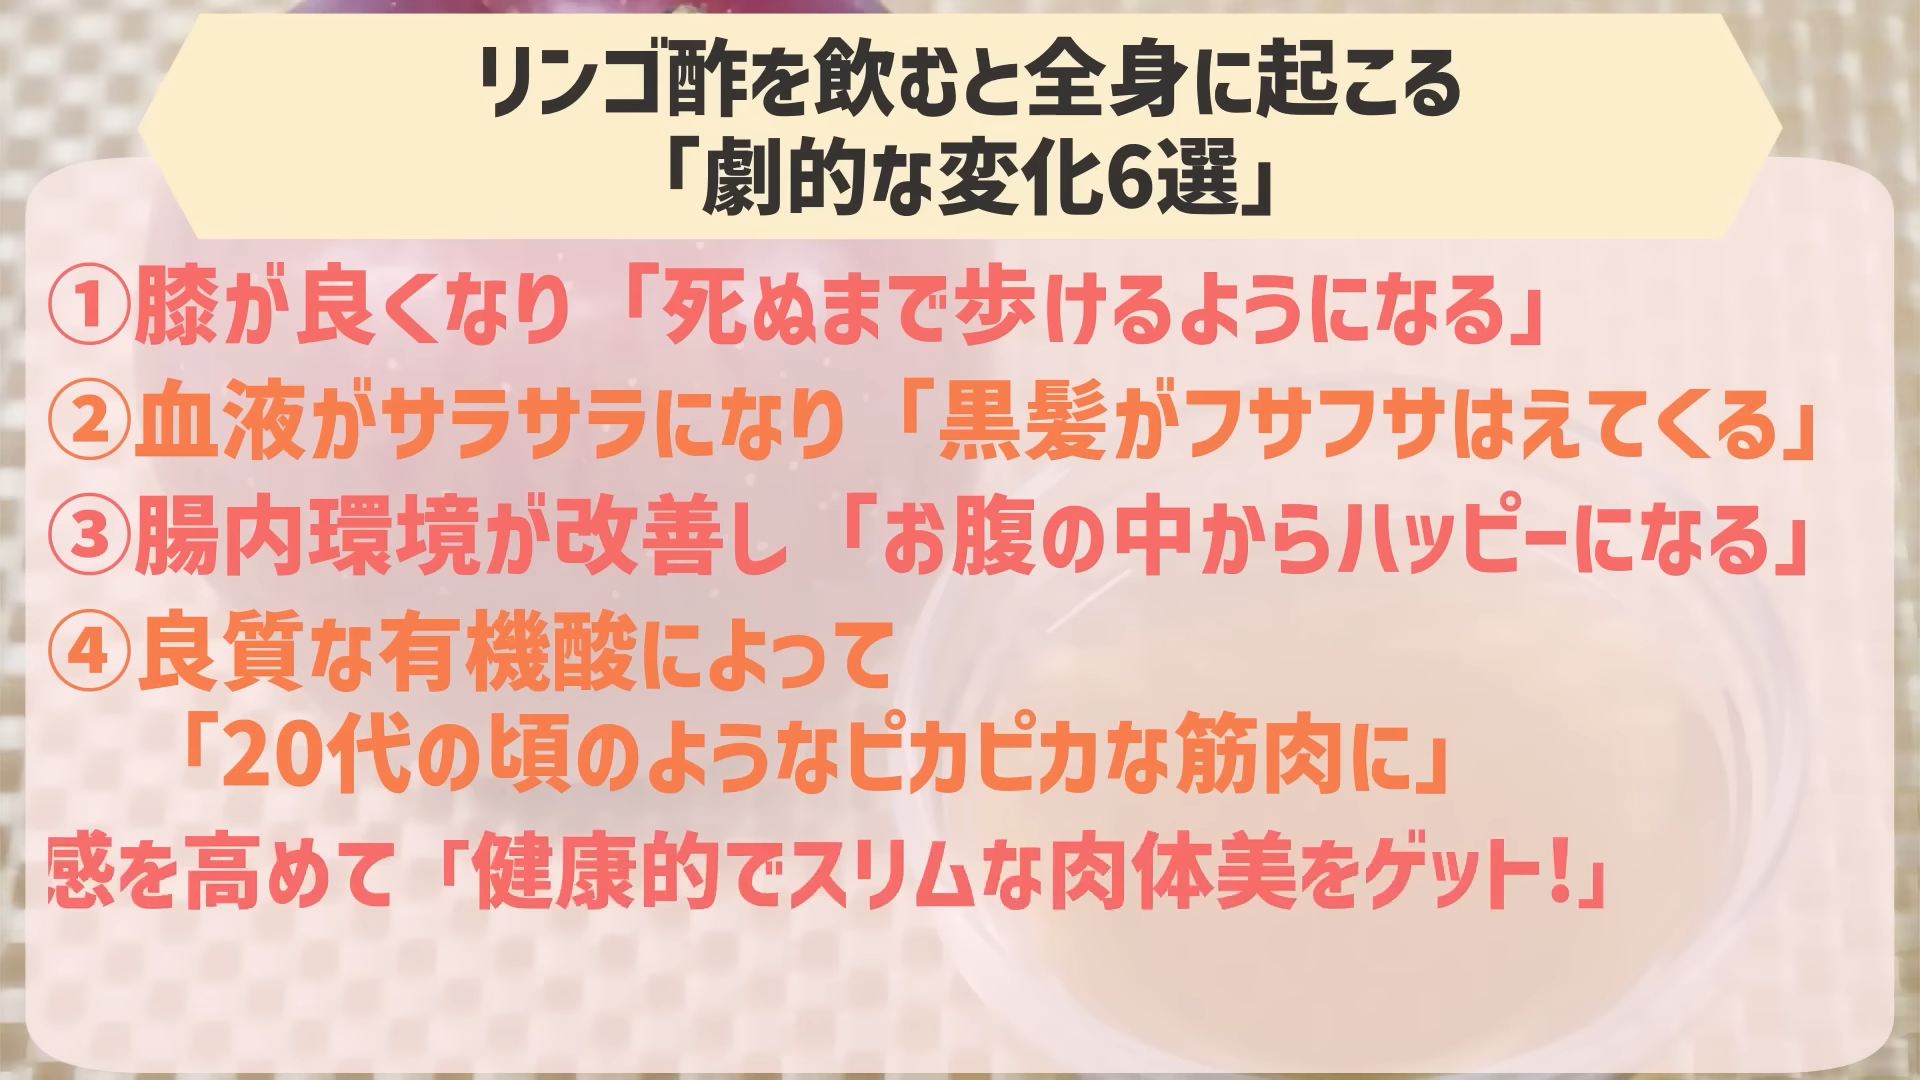 リンゴ酢を飲むと全身に起こる
「劇的な変化6選」
①膝が良くなり「死ぬまで歩けるようになる」
②血液がサラサラになり「黒髪がフサフサはえてくる」
③腸内環境が改善し「お腹の中からハッピーになる」
④良質な有機酸によって
「20代の頃のようなピカピカな筋肉に」
感を高めて「健康的でスリムな肉体美をゲット!」